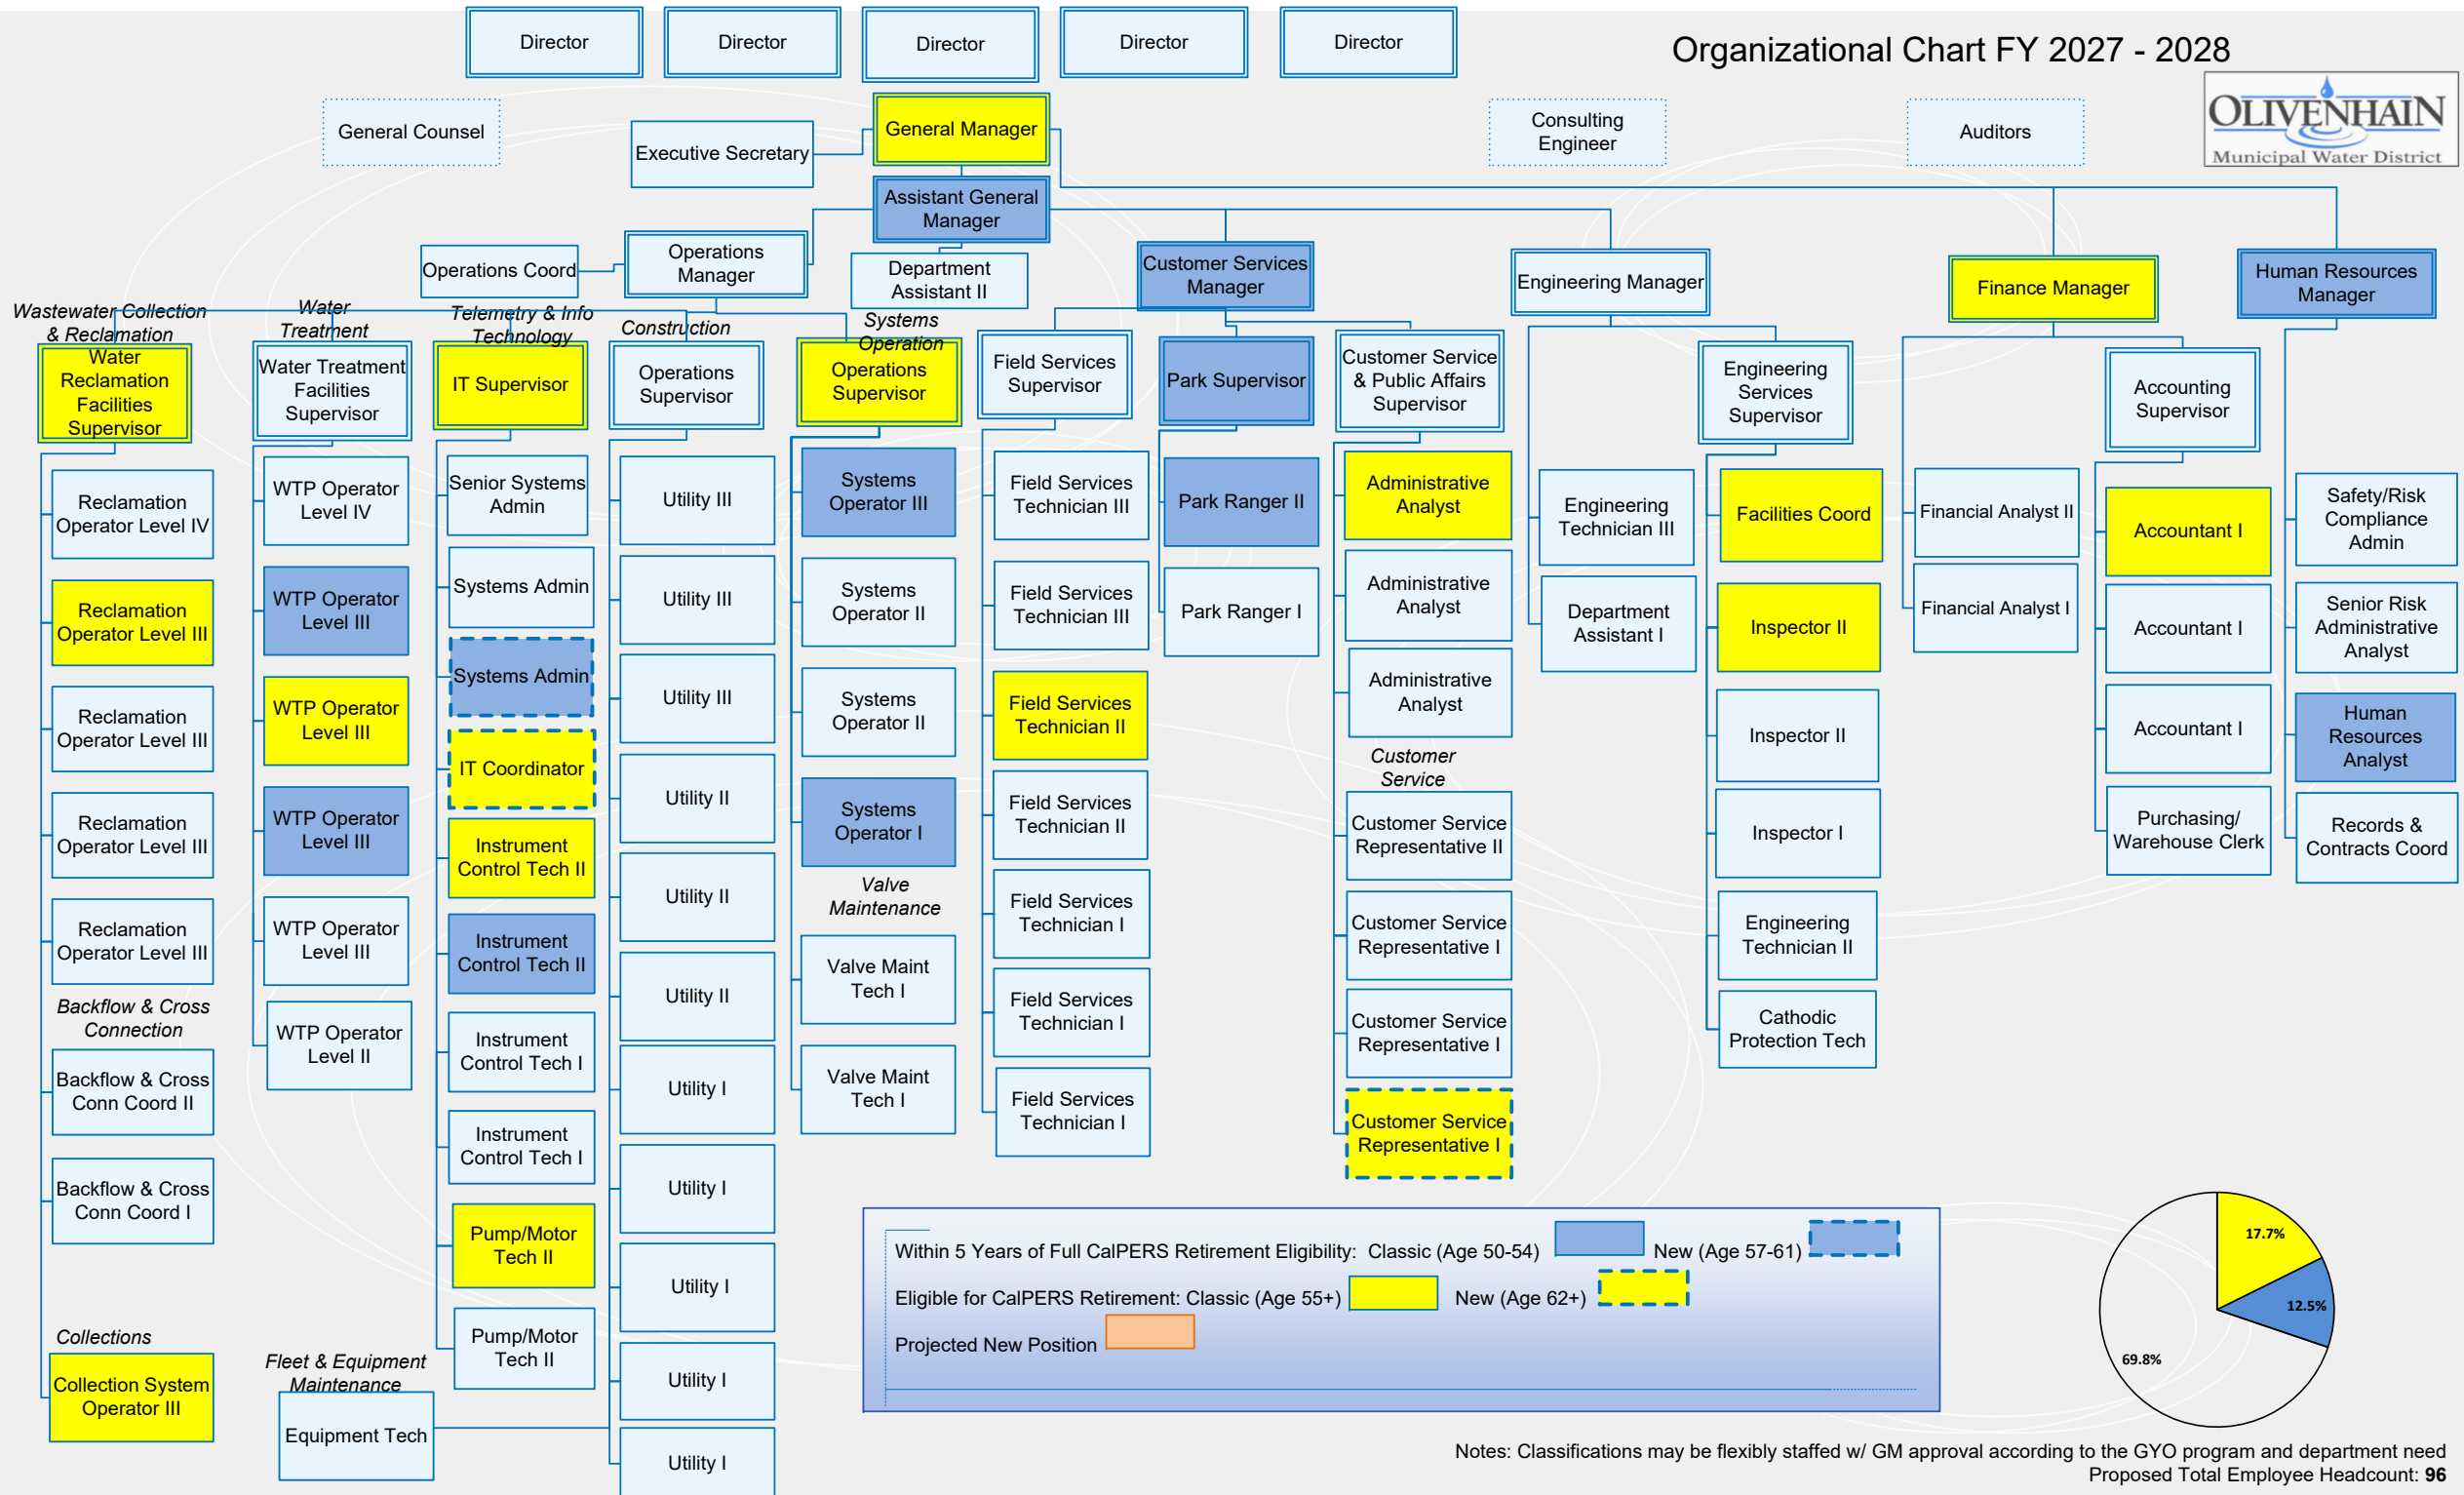 Director
Director
Director
Director
Director
Organizational Chart FY 2027 - 2028
OLIVENHAIN
Municipal Water District
General Counsel
Executive Secretary
General Manager
Consulting
Engineer
Auditors
Assistant General
Manager
Operations Coord
Operations
Manager
Department
Assistant II
Customer Services
Manager
Engineering Manager
Finance Manager
Human Resources
Manager
Wastewater Collection
& Reclamation
Water
Reclamation
Facilities
Supervisor
Reclamation
Operator Level IV
Reclamation
Operator Level III
Reclamation
Operator Level III
Reclamation
Operator Level III
Reclamation
Operator Level III
Backflow & Cross
Connection
Backflow & Cross
Conn Coord II
Backflow & Cross
Conn Coord I
Collections
Collection System
Operator III
Water
Treatment
Water Treatment
Facilities
Supervisor
WTP Operator
Level IV
WTP Operator
Level III
WTP Operator
Level III
WTP Operator
Level III
WTP Operator
Level III
WTP Operator
Level II
Fleet & Equipment
Maintenance
Equipment Tech
Telemetry & Info
Technology
IT Supervisor
Senior Systems
Admin
Systems Admin
Systems Admin
IT Coordinator
Instrument
Control Tech II
Instrument
Control Tech II
Instrument
Control Tech I
Instrument
Control Tech I
Pump/Motor
Tech II
Pump/Motor
Tech II
Construction
Operations
Supervisor
Utility III
Utility III
Utility III
Utility II
Utility II
Utility II
Utility I
Utility I
Utility I
Utility I
Utility I
Systems
Operation
Operations
Supervisor
Systems
Operator III
Systems
Operator II
Systems
Operator II
Systems
Operator I
Valve
Maintenance
Valve Maint
Tech I
Valve Maint
Tech I
Field Services
Supervisor
Field Services
Technician III
Field Services
Technician III
Field Services
Technician II
Field Services
Technician II
Field Services
Technician I
Field Services
Technician I
Field Services
Technician I
Park Supervisor
Park Ranger II
Park Ranger I
Customer Service
& Public Affairs
Supervisor
Administrative
Analyst
Administrative
Analyst
Administrative
Analyst
Customer
Service
Customer Service
Representative II
Customer Service
Representative I
Customer Service
Representative I
Customer Service
Representative I
Engineering
Technician III
Department
Assistant I
Engineering
Services
Supervisor
Facilities Coord
Inspector II
Inspector II
Inspector I
Engineering
Technician II
Cathodic
Protection Tech
Financial Analyst II
Financial Analyst I
Accounting
Supervisor
Accountant I
Accountant I
Accountant I
Purchasing/
Warehouse Clerk
Safety/Risk
Compliance
Admin
Senior Risk
Administrative
Analyst
Human
Resources
Analyst
Records &
Contracts Coord
Within 5 Years of Full CalPERS Retirement Eligibility: Classic (Age 50-54) New (Age 57-61)
Eligible for CalPERS Retirement: Classic (Age 55+) New (Age 62+)
Projected New Position
17.7%
12.5%
69.8%
Notes: Classifications may be flexibly staffed w/ GM approval according to the GYO program and department need
Proposed Total Employee Headcount: 96